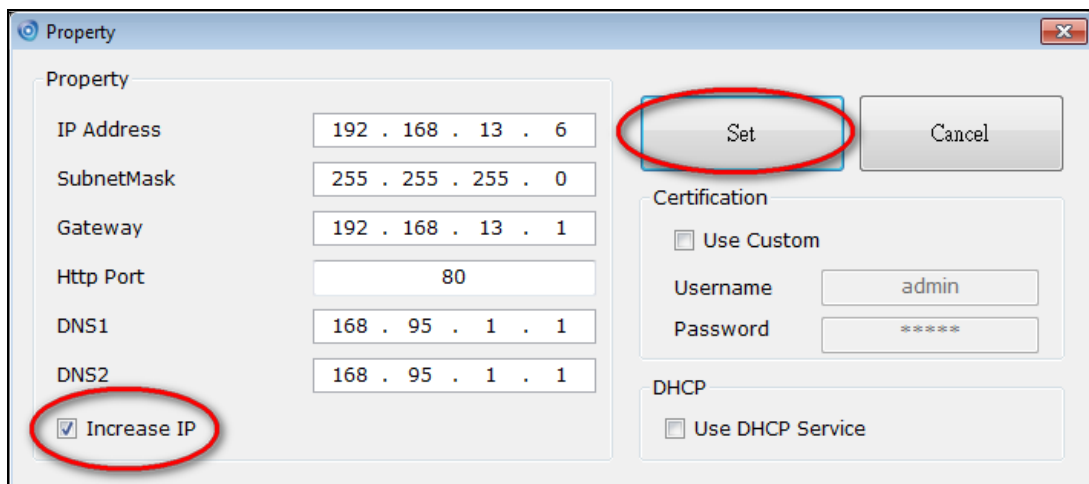 Property
Property
IP Address 192 . 168 . 13 . 6
SubnetMask 255 . 255 . 255 . 0
Gateway 192 . 168 . 13 . 1
Http Port 80
DNS1 168 . 95 . 1 . 1
DNS2 168 . 95 . 1 . 1
Increase IP
Set Cancel
Certification
Use Custom
Username admin
Password *****
DHCP
Use DHCP Service